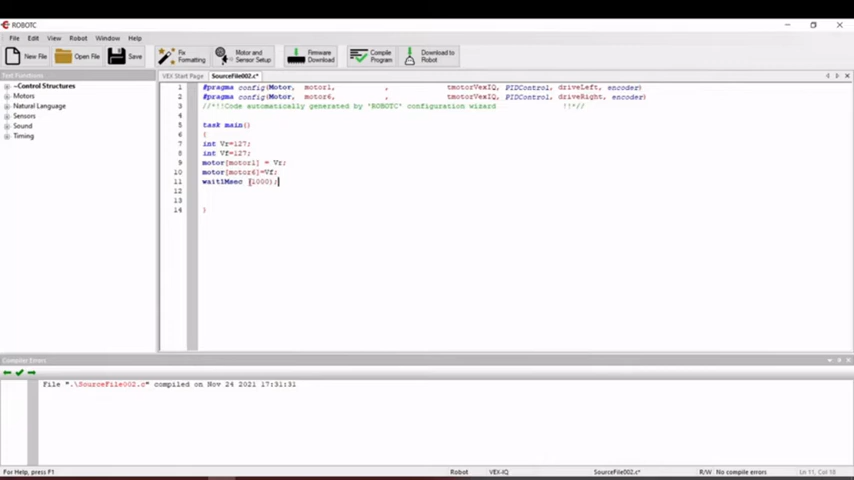 ROBOTC
File Edit View Robot Window Help
New File Open File Save Fix Formatting Motor and Sensor Setup Firmware Download Compile Program Download to Robot
Text Functions
VEX Start Page SourceFile002.c*
-Control Structures
Motors
Natural Language
Sensors
Sound
Timing
1 #pragma config(Motor, motor1, , tmotorVexIQ, PIDControl, driveLeft, encoder)
2 #pragma config(Motor, motor6, , tmotorVexIQ, PIDControl, driveRight, encoder)
3 //*!!Code automatically generated by 'ROBOTC' configuration wizard !!*//
4
5 task main()
6 {
7 int Vr=127;
8 int Vf=127;
9 motor[motor1] = Vr;
10 motor[motor6]=Vf;
11 wait1Msec (1000);
12
13
14 }
Compiler Errors
File ".\SourceFile002.c" compiled on Nov 24 2021 17:31:31
For Help, press F1 Robot VEX-IQ SourceFile002.c* R/W No compile errors Ln 11, Col 18